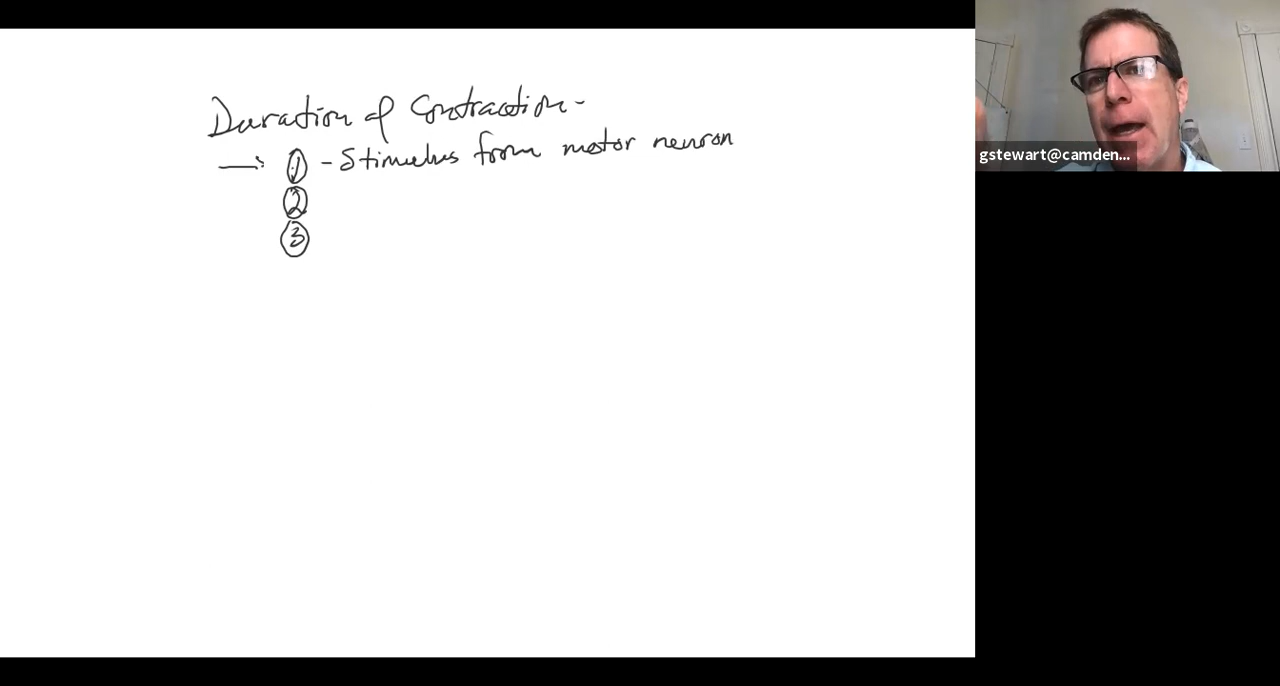 Duration of Contraction-
→ ① - Stimulus from motor neuron
②
③
gstewart@camden...